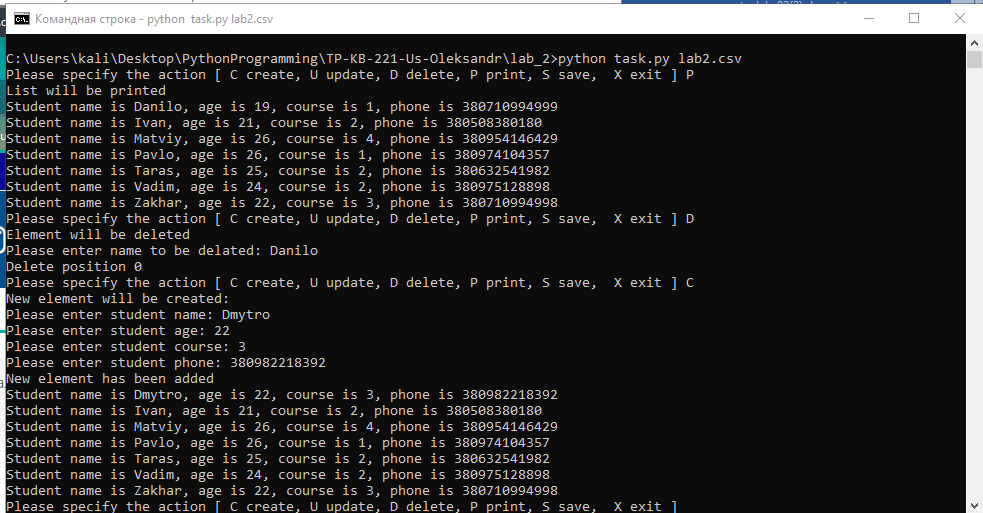 Командная строка - python task.py lab2.csv
C:\Users\kali\Desktop\PythonProgramming\TP-KB-221-Us-Oleksandr\lab_2>python task.py lab2.csv
Please specify the action [ C create, U update, D delete, P print, S save,  X exit ] P
List will be printed
Student name is Danilo, age is 19, course is 1, phone is 380710994999
Student name is Ivan, age is 21, course is 2, phone is 380508380180
Student name is Matviy, age is 26, course is 4, phone is 380954146429
Student name is Pavlo, age is 26, course is 1, phone is 380974104357
Student name is Taras, age is 25, course is 2, phone is 380632541982
Student name is Vadim, age is 24, course is 2, phone is 380975128898
Student name is Zakhar, age is 22, course is 3, phone is 380710994998
Please specify the action [ C create, U update, D delete, P print, S save,  X exit ] D
Element will be deleted
Please enter name to be delated: Danilo
Delete position 0
Please specify the action [ C create, U update, D delete, P print, S save,  X exit ] C
New element will be created:
Please enter student name: Dmytro
Please enter student age: 22
Please enter student course: 3
Please enter student phone: 380982218392
New element has been added
Student name is Dmytro, age is 22, course is 3, phone is 380982218392
Student name is Ivan, age is 21, course is 2, phone is 380508380180
Student name is Matviy, age is 26, course is 4, phone is 380954146429
Student name is Pavlo, age is 26, course is 1, phone is 380974104357
Student name is Taras, age is 25, course is 2, phone is 380632541982
Student name is Vadim, age is 24, course is 2, phone is 380975128898
Student name is Zakhar, age is 22, course is 3, phone is 380710994998
Please specify the action [ C create, U update, D delete, P print, S save,  X exit ]